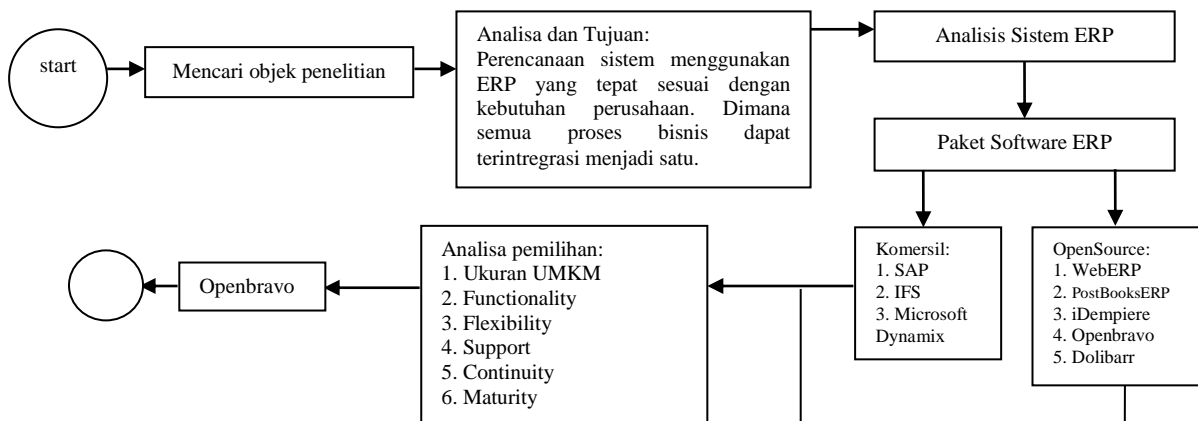 start
Mencari objek penelitian
Analisa dan Tujuan:
Perencanaan sistem menggunakan
ERP yang tepat sesuai dengan
kebutuhan perusahaan. Dimana
semua proses bisnis dapat
terintregrasi menjadi satu.
Analisis Sistem ERP
Paket Software ERP
Komersil:
1. SAP
2. IFS
3. Microsoft
Dynamix
OpenSource:
1. WebERP
2. PostBooksERP
3. iDempiere
4. Openbravo
5. Dolibarr
Analisa pemilihan:
1. Ukuran UMKM
2. Functionality
3. Flexibility
4. Support
5. Continuity
6. Maturity
Openbravo